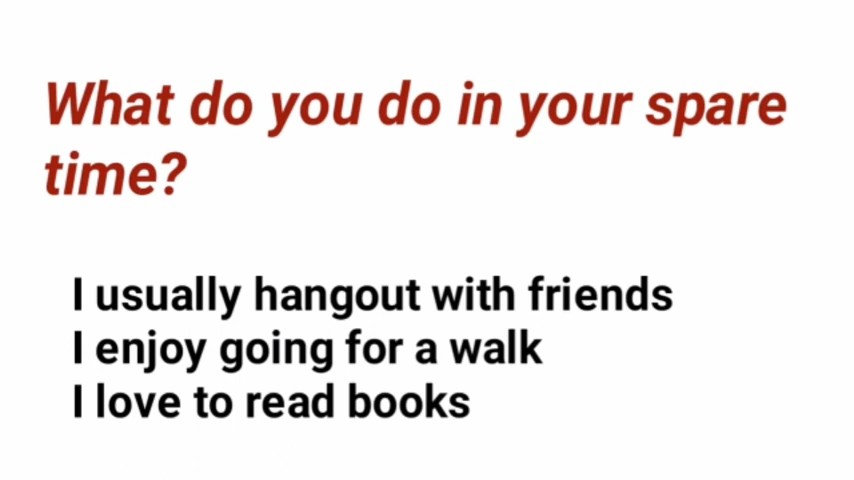 What do you do in your spare
time?
I usually hangout with friends
I enjoy going for a walk
I love to read books